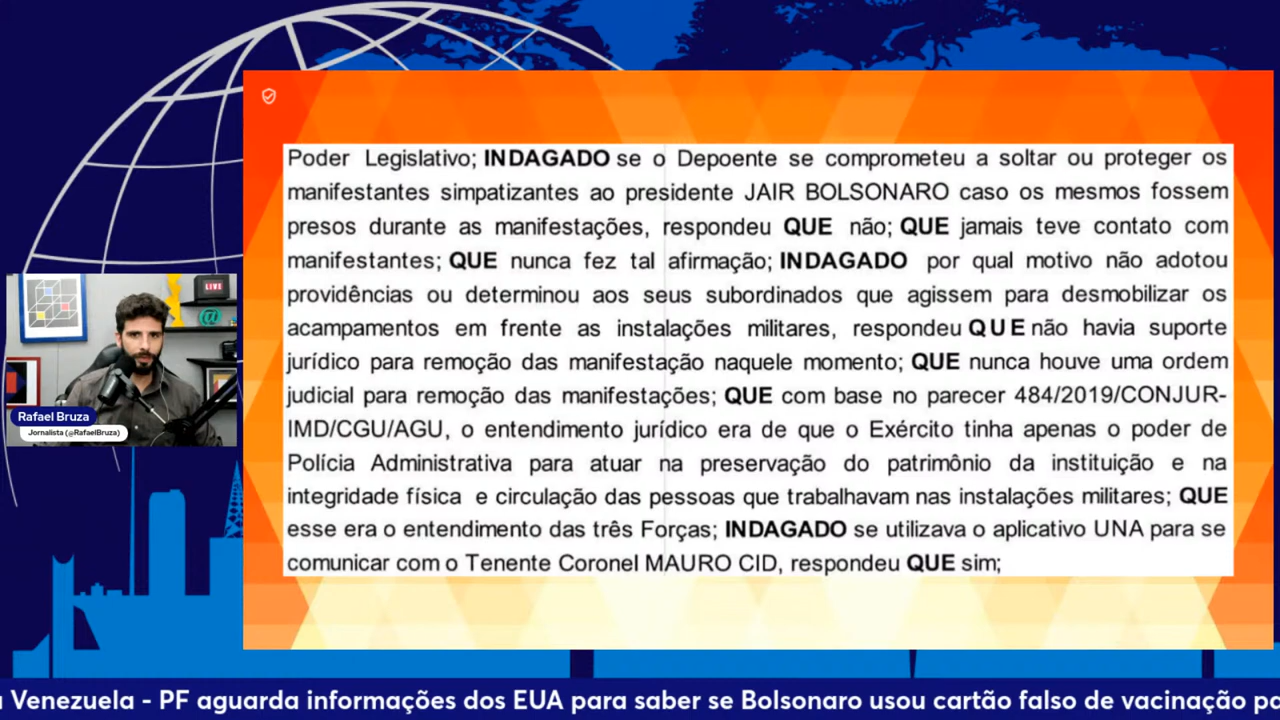 Poder Legislativo; INDAGADO se o Depoente se comprometeu a soltar ou proteger os
manifestantes simpatizantes ao presidente JAIR BOLSONARO caso os mesmos fossem
presos durante as manifestações, respondeu QUE não; QUE jamais teve contato com
manifestantes; QUE nunca fez tal afirmação; INDAGADO por qual motivo não adotou
providências ou determinou aos seus subordinados que agissem para desmobilizar os
acampamentos em frente as instalações militares, respondeu QUE não havia suporte
jurídico para remoção das manifestação naquele momento; QUE nunca houve uma ordem
judicial para remoção das manifestações; QUE com base no parecer 484/2019/CONJUR-
IMD/CGU/AGU, o entendimento jurídico era de que o Exército tinha apenas o poder de
Polícia Administrativa para atuar na preservação do patrimônio da instituição e na
integridade física e circulação das pessoas que trabalhavam nas instalações militares; QUE
esse era o entendimento das três Forças; INDAGADO se utilizava o aplicativo UNA para se
comunicar com o Tenente Coronel MAURO CID, respondeu QUE sim;
LIVE
@
Rafael Bruza
Jornalista (@RafaelBruza)
a Venezuela - PF aguarda informações dos EUA para saber se Bolsonaro usou cartão falso de vacinação pa